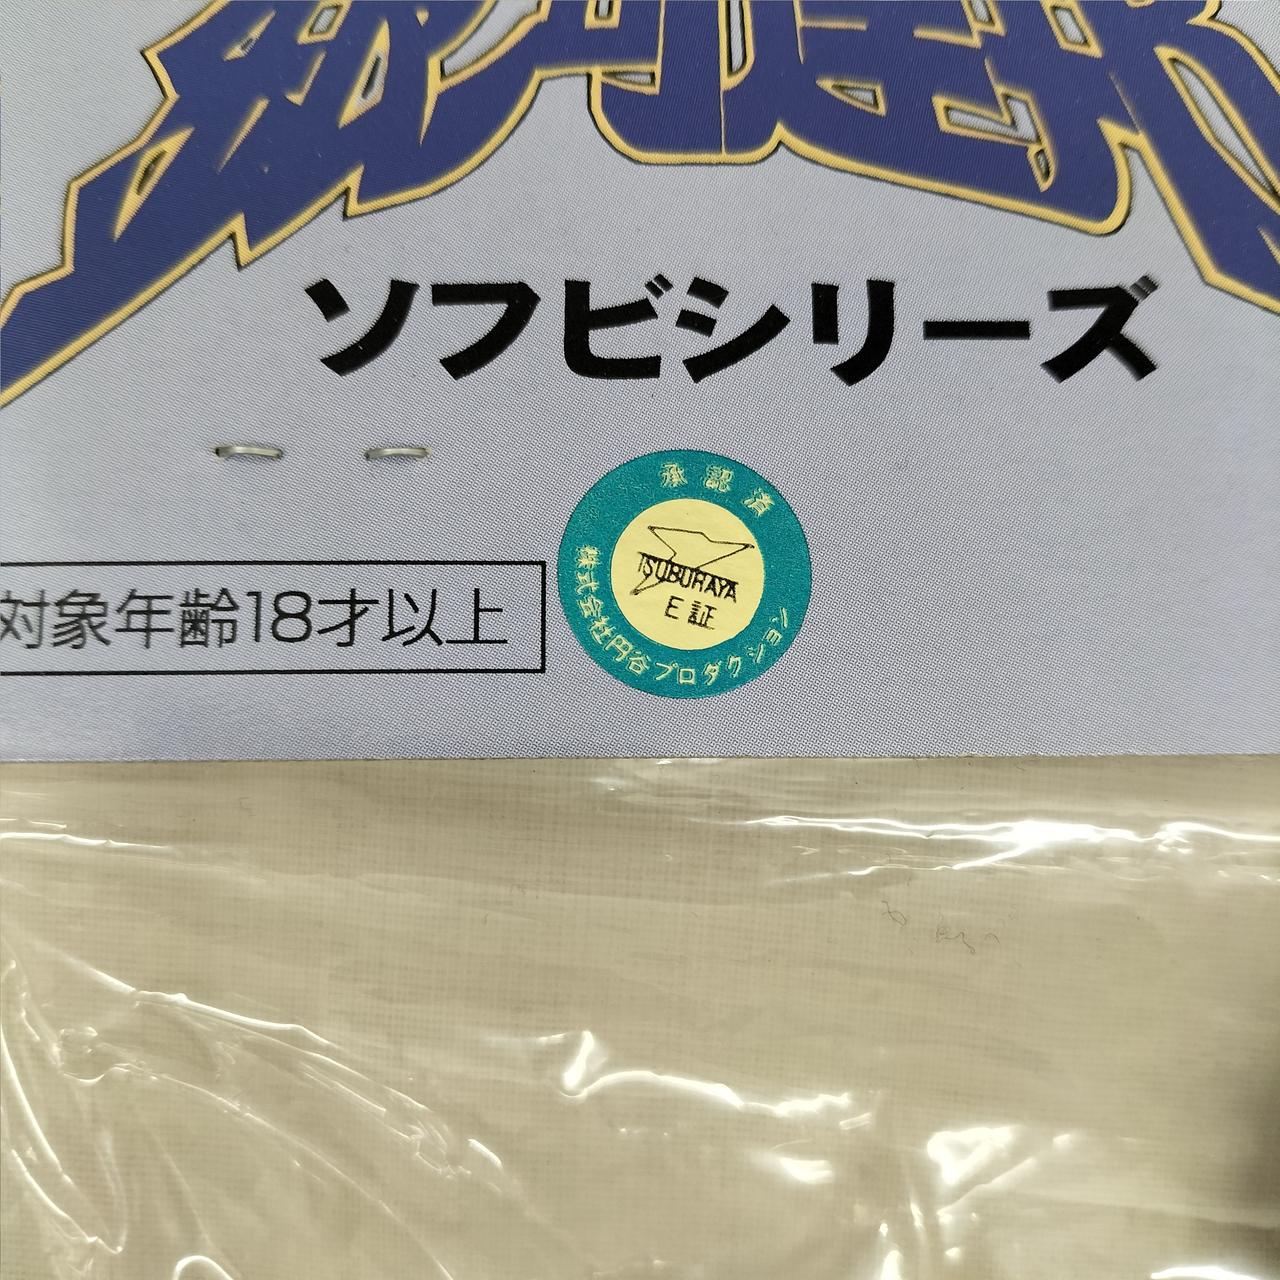 ソフビシリーズ
承認済
TSUBURAYA
E証
株式会社円谷プロダクション
対象年齢18才以上